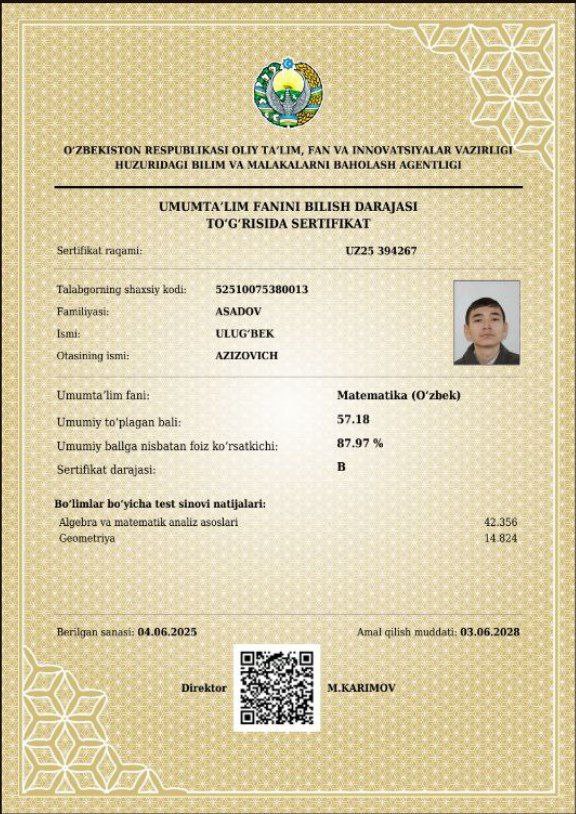 O‘ZBEKISTON RESPUBLIKASI OLIY TA’LIM, FAN VA INNOVATSIYALAR VAZIRLIGI
HUZURIDAGI BILIM VA MALAKALARNI BAHOLASH AGENTLIGI
UMUMTA’LIM FANINI BILISH DARAJASI
TO‘G‘RISIDA SERTIFIKAT
Sertifikat raqami: UZ25 394267
Talabgorning shaxsiy kodi: 52510075380013
Familiyasi: ASADOV
Ismi: ULUG‘BEK
Otasining ismi: AZIZOVICH
Umumta’lim fani: Matematika (O‘zbek)
Umumiy to‘plagan bali: 57.18
Umumiy ballga nisbatan foiz ko‘rsatkichi: 87.97 %
Sertifikat darajasi: B
Bo‘limlar bo‘yicha test sinovi natijalari:
Algebra va matematik analiz asoslari 42.356
Geometriya 14.824
Berilgan sanasi: 04.06.2025 Amal qilish muddati: 03.06.2028
Direktor M.KARIMOV